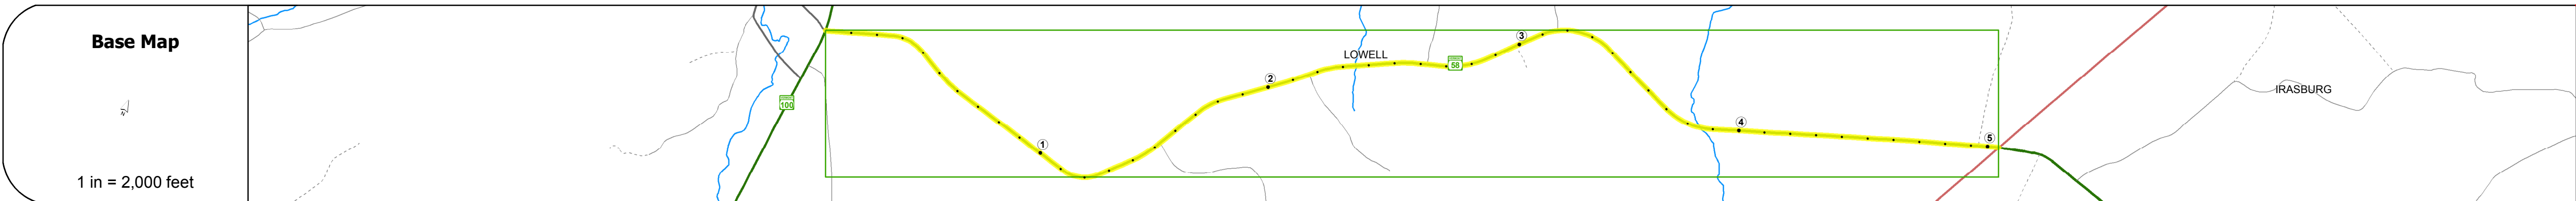 Base Map
N
1 in = 2,000 feet
100
1
2
LOWELL
58
3
4
5
IRASBURG